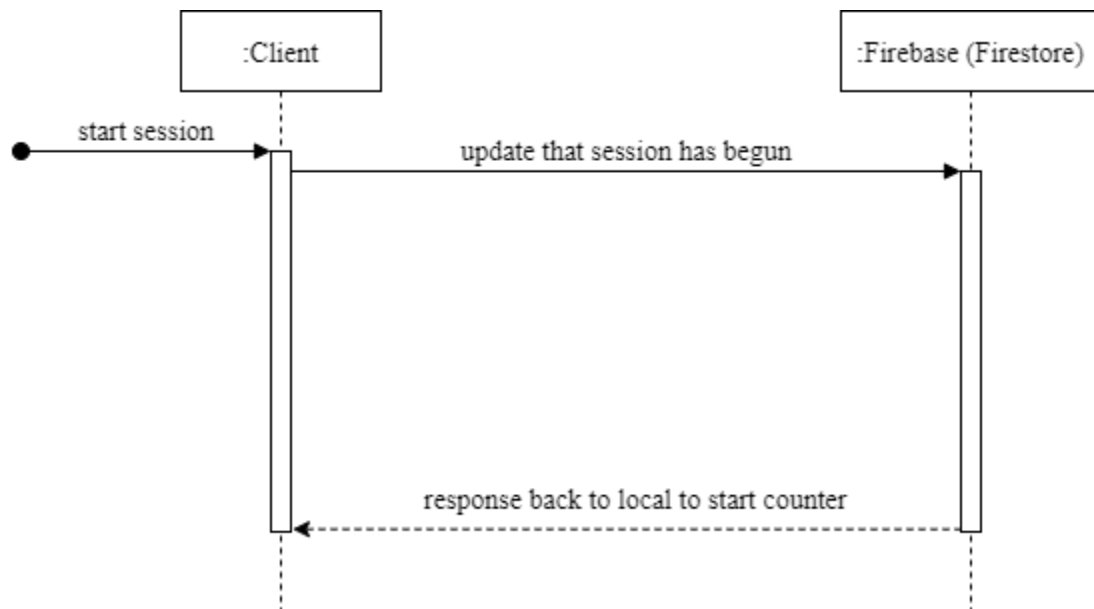 :Client
:Firebase (Firestore)
start session
update that session has begun
response back to local to start counter